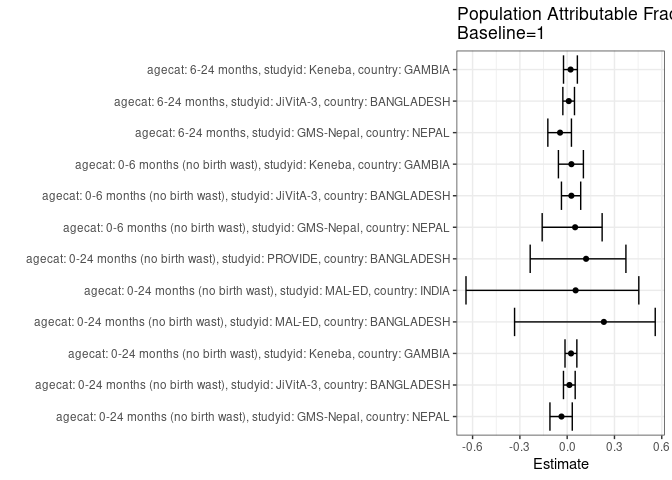 Population Attributable Frac
Baseline=1
agecat: 6-24 months, studyid: Keneba, country: GAMBIA
agecat: 6-24 months, studyid: JiVitA-3, country: BANGLADESH
agecat: 6-24 months, studyid: GMS-Nepal, country: NEPAL
agecat: 0-6 months (no birth wast), studyid: Keneba, country: GAMBIA
agecat: 0-6 months (no birth wast), studyid: JiVitA-3, country: BANGLADESH
agecat: 0-6 months (no birth wast), studyid: GMS-Nepal, country: NEPAL
agecat: 0-24 months (no birth wast), studyid: PROVIDE, country: BANGLADESH
agecat: 0-24 months (no birth wast), studyid: MAL-ED, country: INDIA
agecat: 0-24 months (no birth wast), studyid: MAL-ED, country: BANGLADESH
agecat: 0-24 months (no birth wast), studyid: Keneba, country: GAMBIA
agecat: 0-24 months (no birth wast), studyid: JiVitA-3, country: BANGLADESH
agecat: 0-24 months (no birth wast), studyid: GMS-Nepal, country: NEPAL
-0.6 -0.3 0.0 0.3 0.6
Estimate